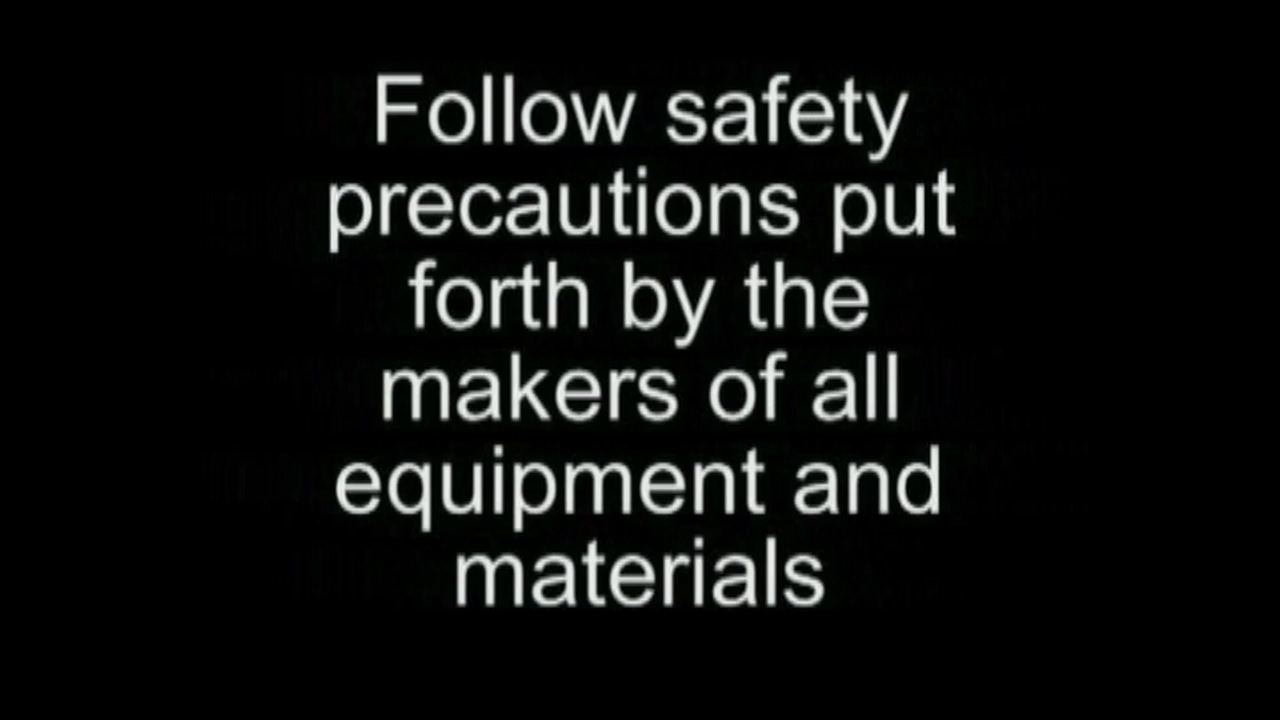 Follow safety
precautions put
forth by the
makers of all
equipment and
materials